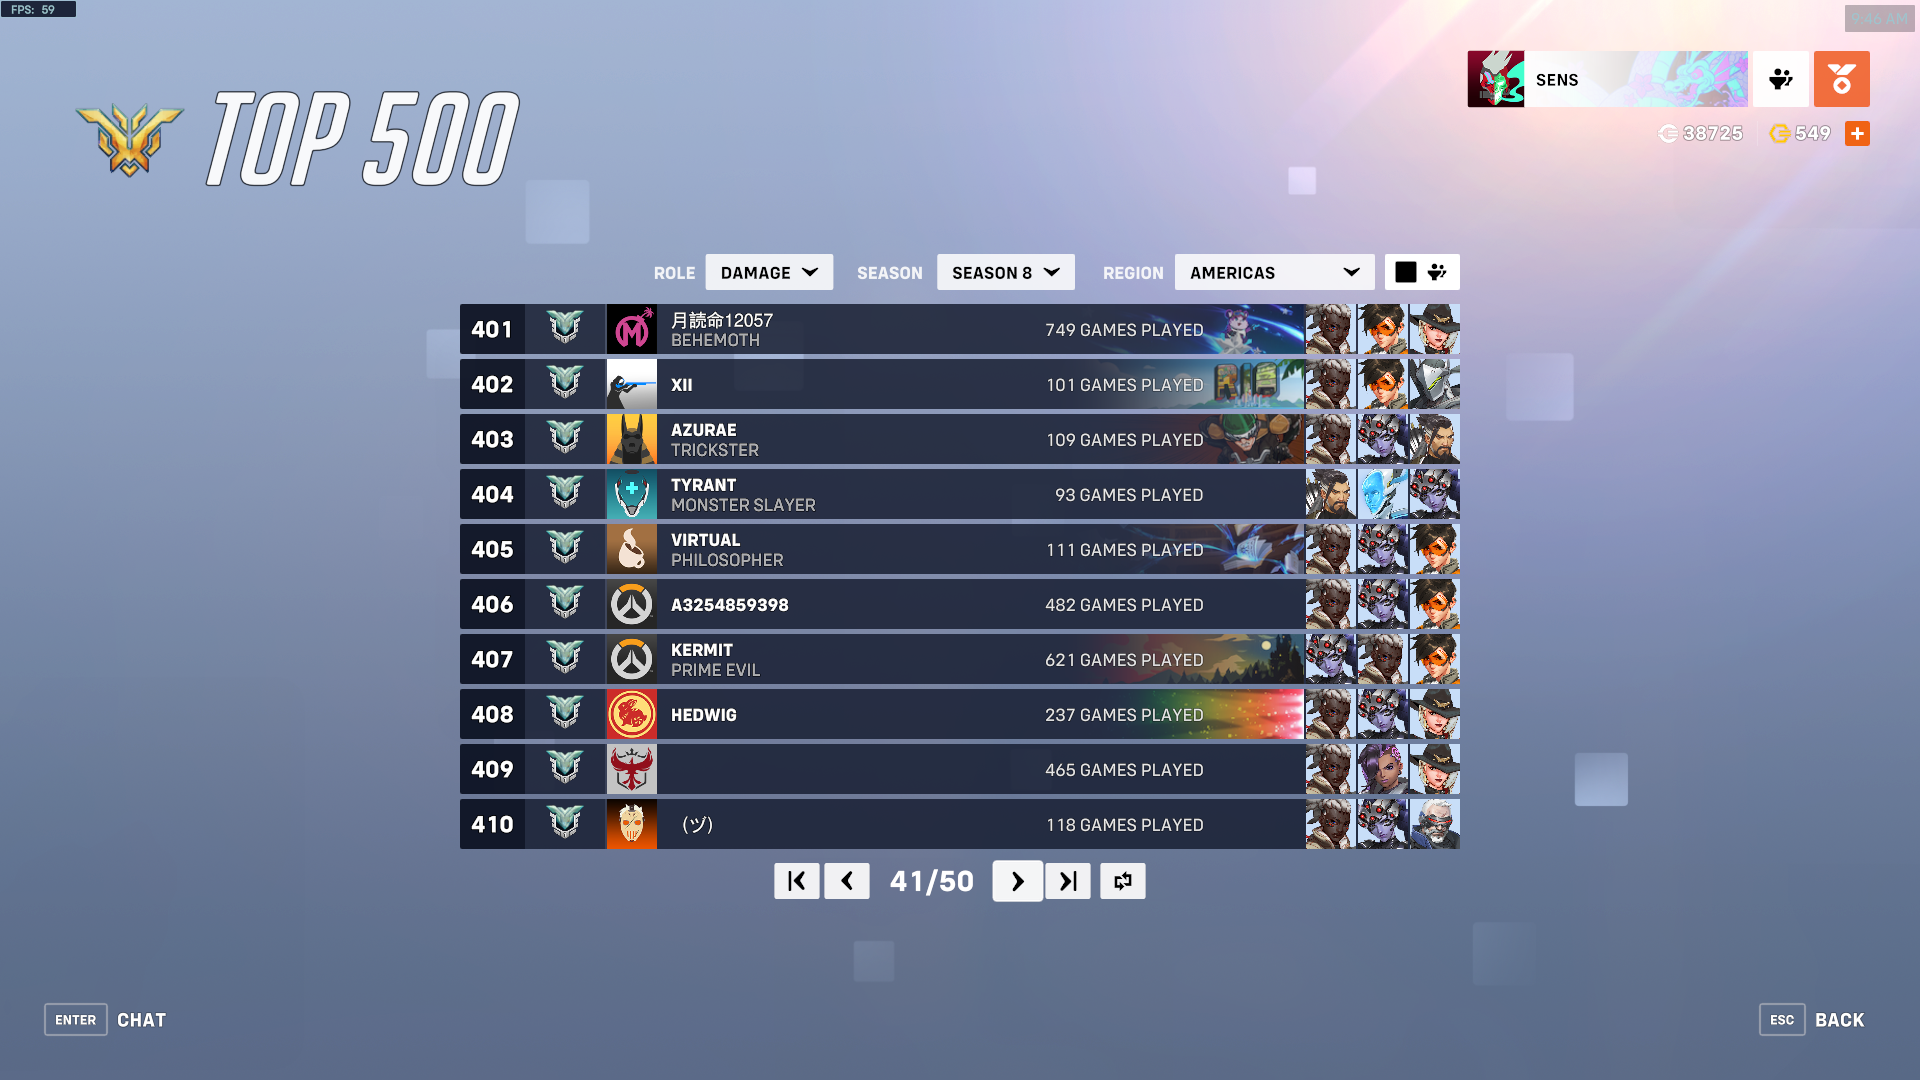 FPS: 59
9:46 AM
TOP 500
SENS
38725
549
ROLE DAMAGE SEASON SEASON 8 REGION AMERICAS
401 月読命12057 749 GAMES PLAYED
BEHEMOTH
402 XII 101 GAMES PLAYED
403 AZURAE 109 GAMES PLAYED
TRICKSTER
404 TYRANT 93 GAMES PLAYED
MONSTER SLAYER
405 VIRTUAL 111 GAMES PLAYED
PHILOSOPHER
406 A3254859398 482 GAMES PLAYED
407 KERMIT 621 GAMES PLAYED
PRIME EVIL
408 HEDWIG 237 GAMES PLAYED
409 465 GAMES PLAYED
410 (ヅ) 118 GAMES PLAYED
41/50
ENTER CHAT
ESC BACK